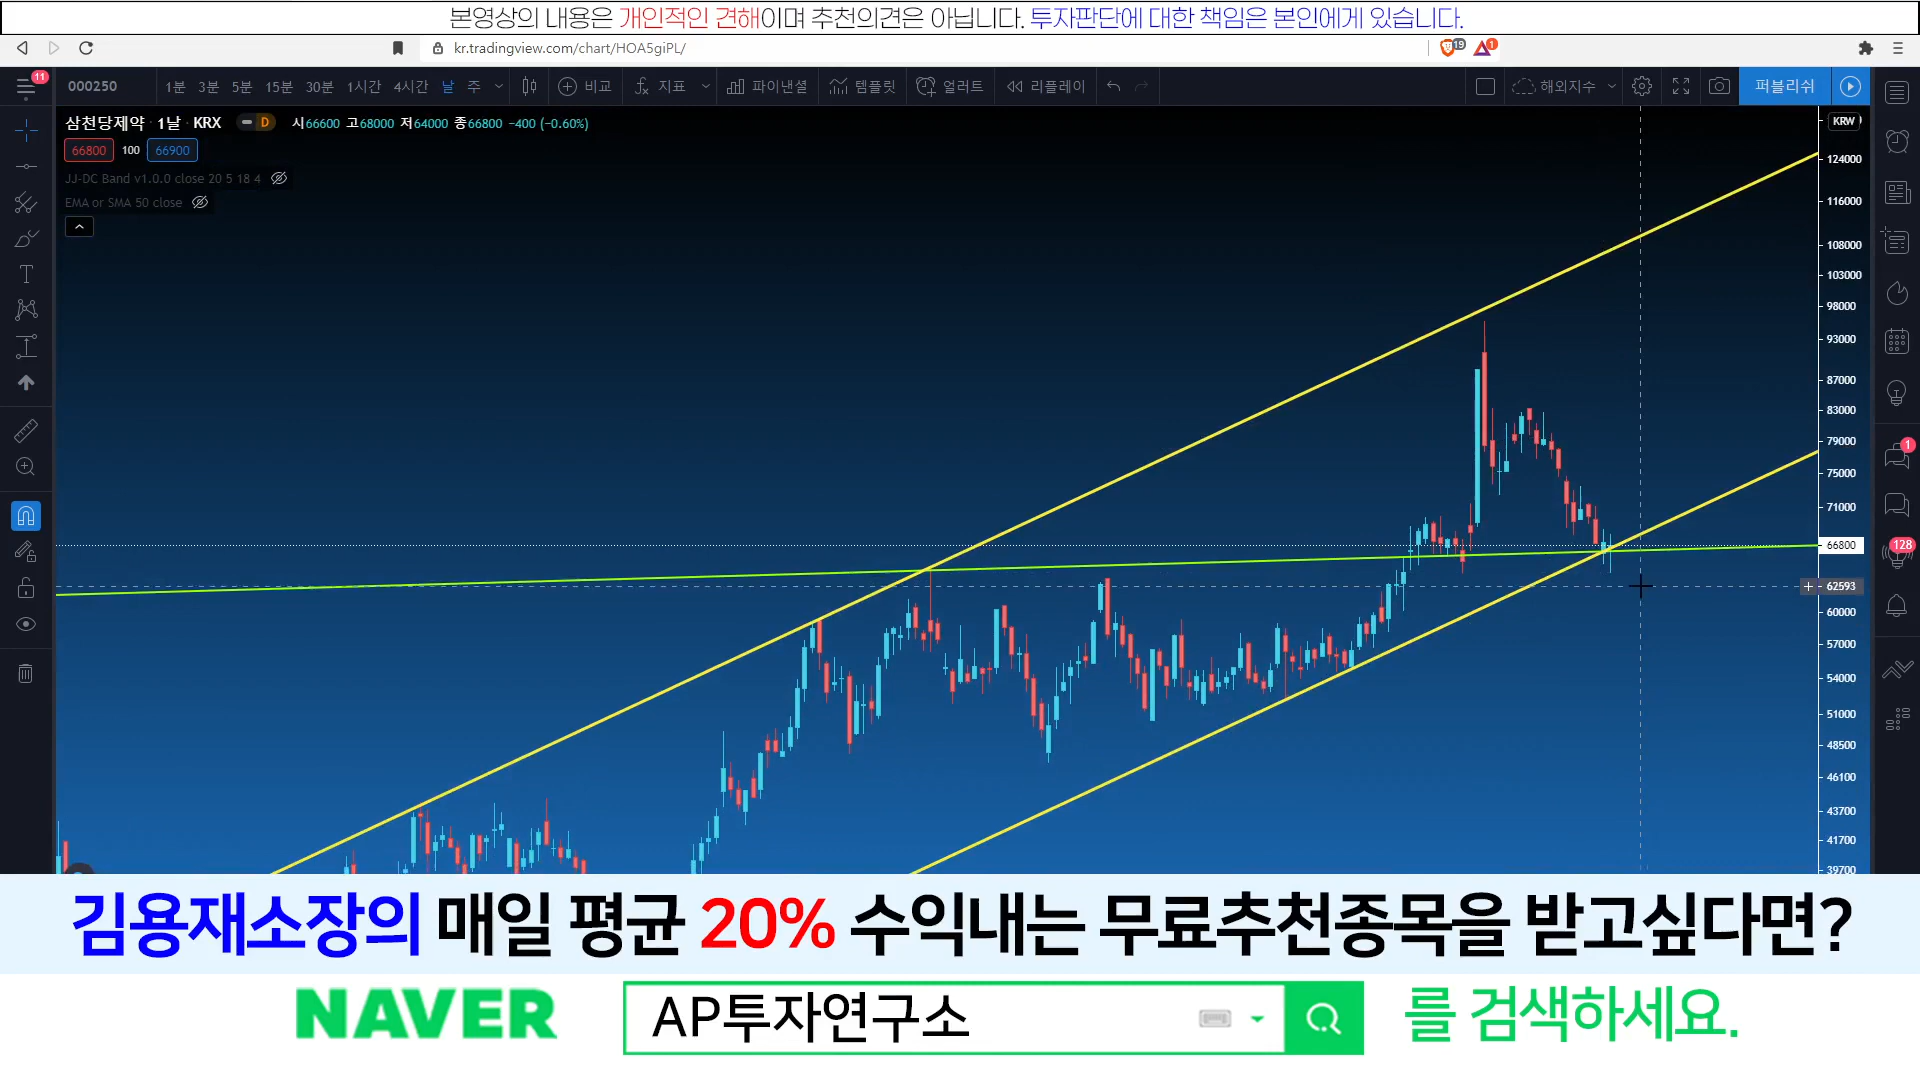 본영상의 내용은 개인적인 견해이며 추천의견은 아닙니다. 투자판단에 대한 책임은 본인에게 있습니다.
kr.tradingview.com/chart/HOA5giPL/
19
1
11
000250
1분 3분 5분 15분 30분 1시간 4시간 날 주
비교
지표
파이낸셜
템플릿
얼러트
리플레이
해외지수
퍼블리쉬
삼천당제약 · 1날 · KRX
D
시66600 고68000 저64000 종66800 −400 (−0.60%)
KRW
66800 100 66900
JJ-DC Band v1.0.0 close 20 5 18 4
EMA or SMA 50 close
124000
116000
108000
103000
98000
93000
87000
83000
79000
75000
71000
66800
62593
60000
57000
54000
51000
48500
46100
43700
41700
39700
1
128
김용재소장의 매일 평균 20% 수익내는 무료추천종목을 받고싶다면?
NAVER AP투자연구소 를 검색하세요.